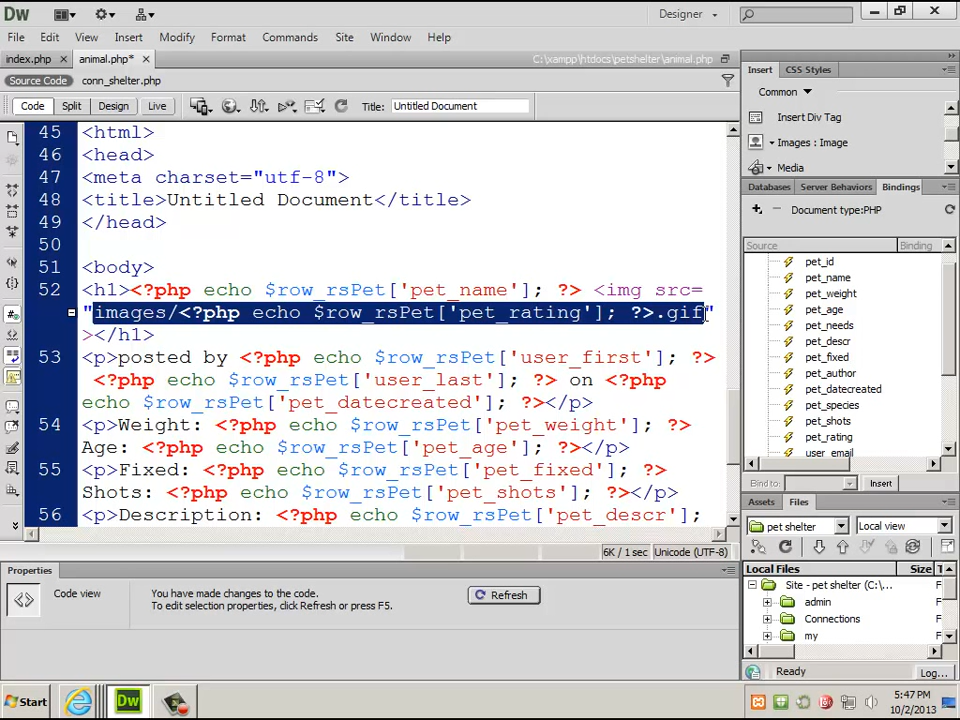 Dw
Designer
File Edit View Insert Modify Format Commands Site Window Help
index.php × animal.php* × C:\xampp\htdocs\petshelter\animal.php
Source Code conn_shelter.php
Code Split Design Live Title: Untitled Document
45 <html>
46 <head>
47 <meta charset="utf-8">
48 <title>Untitled Document</title>
49 </head>
50
51 <body>
52 <h1><?php echo $row_rsPet['pet_name']; ?> <img src=
"images/<?php echo $row_rsPet['pet_rating']; ?>.gif"
></h1>
53 <p>posted by <?php echo $row_rsPet['user_first']; ?>
<?php echo $row_rsPet['user_last']; ?> on <?php
echo $row_rsPet['pet_datecreated']; ?></p>
54 <p>Weight: <?php echo $row_rsPet['pet_weight']; ?>
Age: <?php echo $row_rsPet['pet_age']; ?></p>
55 <p>Fixed: <?php echo $row_rsPet['pet_fixed']; ?>
Shots: <?php echo $row_rsPet['pet_shots']; ?></p>
56 <p>Description: <?php echo $row_rsPet['pet_descr'];
6K / 1 sec Unicode (UTF-8)
Properties
Code view
You have made changes to the code.
To edit selection properties, click Refresh or press F5.
Refresh
Insert CSS Styles
Common
Insert Div Tag
Images : Image
Media
Databases Server Behaviors Bindings
Document type:PHP
Source Binding
pet_id
pet_name
pet_weight
pet_age
pet_needs
pet_descr
pet_fixed
pet_author
pet_datecreated
pet_species
pet_shots
pet_rating
user_email
Bind to: Insert
Assets Files
pet shelter Local view
Local Files Size T
Site - pet shelter (C:\... F
admin F
Connections F
my F
Ready Log...
Start Dw 5:47 PM
10/2/2013